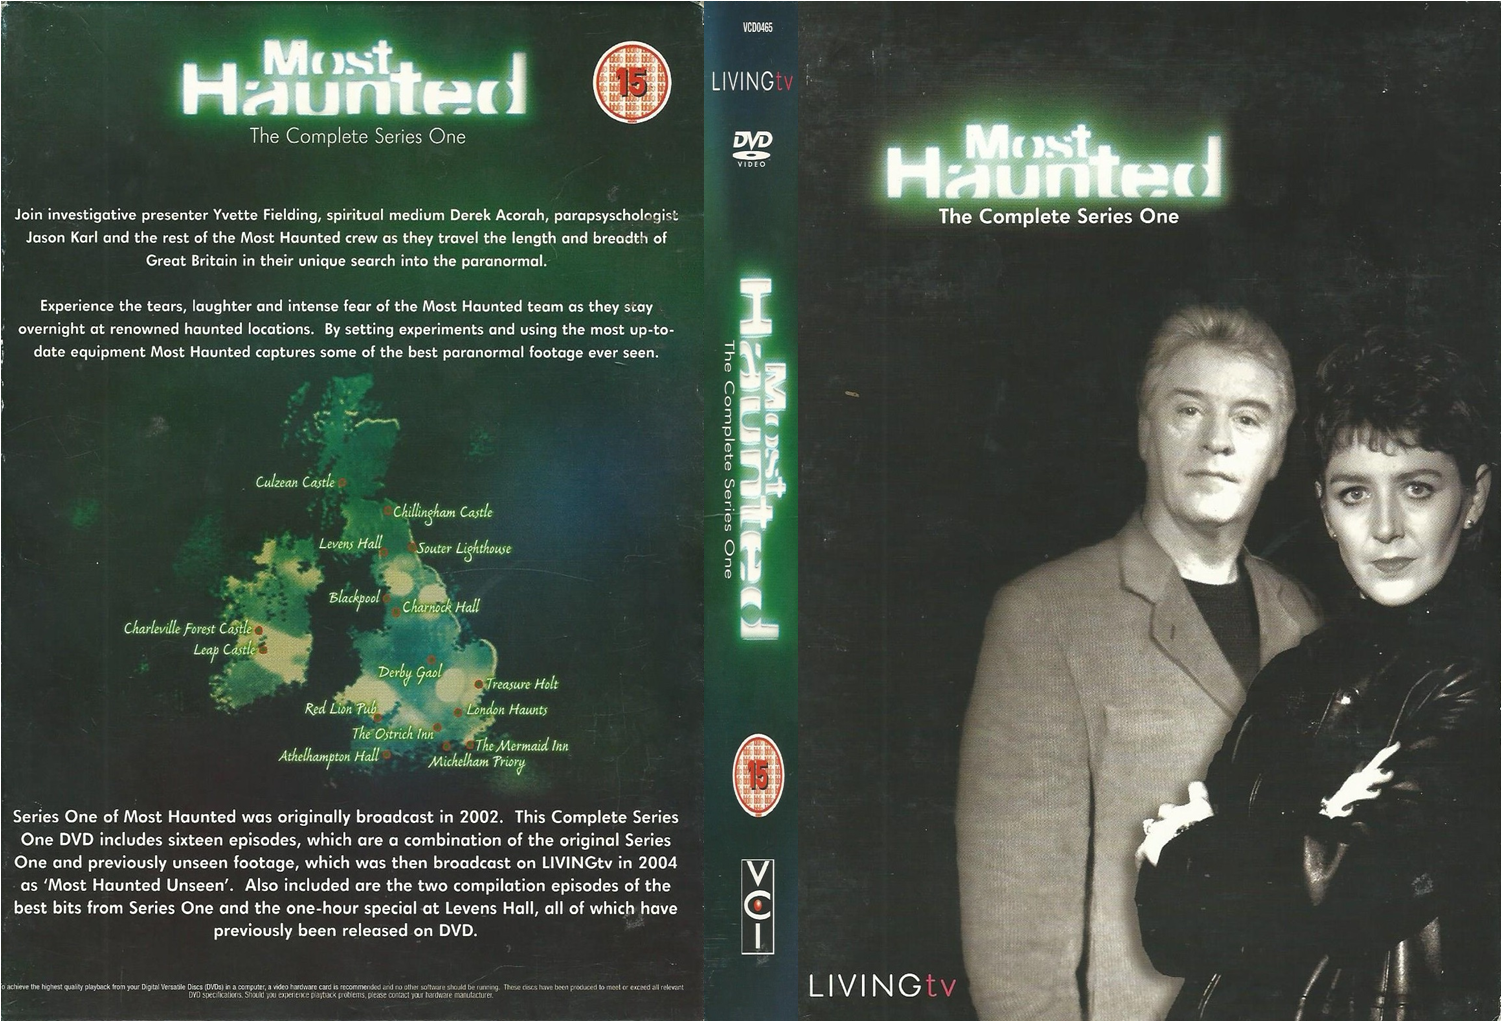 Most
Haunted
The Complete Series One
15
Join investigative presenter Yvette Fielding, spiritual medium Derek Acorah, parapsyschologist
Jason Karl and the rest of the Most Haunted crew as they travel the length and breadth of
Great Britain in their unique search into the paranormal.
Experience the tears, laughter and intense fear of the Most Haunted team as they stay
overnight at renowned haunted locations. By setting experiments and using the most up-to-
date equipment Most Haunted captures some of the best paranormal footage ever seen.
Culzean Castle
Chillingham Castle
Levens Hall
Souter Lighthouse
Blackpool
Charnock Hall
Charleville Forest Castle
Leap Castle
Derby Gaol
Treasure Holt
Red Lion Pub
London Haunts
The Ostrich Inn
The Mermaid Inn
Athelhampton Hall
Michelham Priory
Series One of Most Haunted was originally broadcast in 2002. This Complete Series
One DVD includes sixteen episodes, which are a combination of the original Series
One and previously unseen footage, which was then broadcast on LIVINGtv in 2004
as 'Most Haunted Unseen'. Also included are the two compilation episodes of the
best bits from Series One and the one-hour special at Levens Hall, all of which have
previously been released on DVD.
o achieve the highest quality playback from your Digital Versatile Discs (DVDs) in a computer, a video hardware card is recommended and no other software should be running. These discs have been produced to meet or exceed all relevant
DVD specifications. Should you experience playback problems, please contact your hardware manufacturer.
VCD0465
LIVINGtv
DVD
VIDEO
Most
Haunted
The Complete Series One
15
VCI
Most
Haunted
The Complete Series One
LIVINGtv